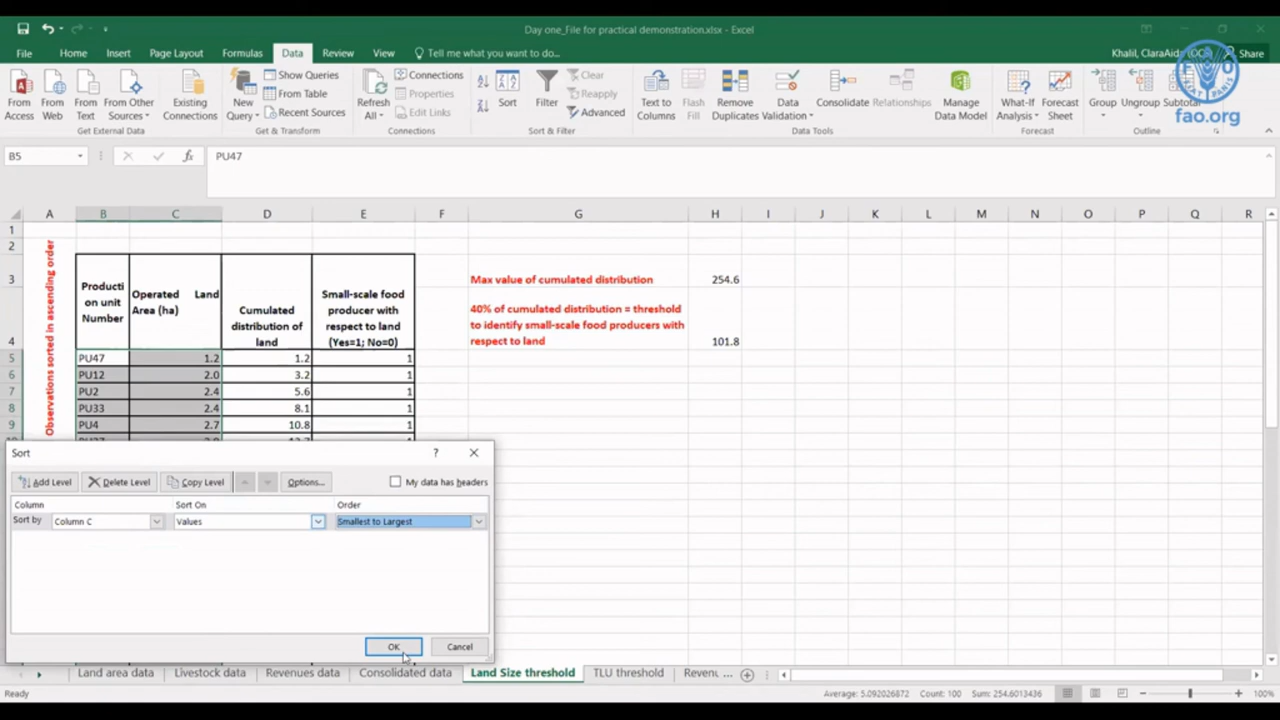 Day one_File for practical demonstration.xlsx - Excel
File Home Insert Page Layout Formulas Data Review View Tell me what you want to do...
Share
fao.org
From Access
From Web
From Text
From Other Sources
Existing Connections
Get External Data
New Query
Show Queries
From Table
Recent Sources
Get & Transform
Refresh All
Connections
Properties
Edit Links
Connections
Sort
Filter
Clear
Reapply
Advanced
Sort & Filter
Text to Columns
Flash Fill
Remove Duplicates
Data Validation
Consolidate
Relationships
Manage Data Model
Data Tools
What-If Analysis
Forecast Sheet
Forecast
Group
Ungroup
Subtotal
Outline
B5
fx
PU47
A B C D E F G H I J K L M N O P Q R
1
2
3
4
Observations sorted in ascending order
Producti
on unit
Number
Operated Land
Area (ha)
Cumulated
distribution of
land
Small-scale food
producer with
respect to land
(Yes=1; No=0)
Max value of cumulated distribution 254.6
40% of cumulated distribution = threshold
to identify small-scale food producers with
respect to land 101.8
5 PU47 1.2 1.2 1
6 PU12 2.0 3.2 1
7 PU2 2.4 5.6 1
8 PU33 2.4 8.1 1
9 PU4 2.7 10.8 1
Sort
?
Add Level Delete Level Copy Level Options... My data has headers
Column Sort On Order
Sort by Column C Values Smallest to Largest
OK Cancel
Land area data Livestock data Revenues data Consolidated data Land Size threshold TLU threshold Revenu ...
Ready Average: 5.092026872 Count: 100 Sum: 254.6013436 100%